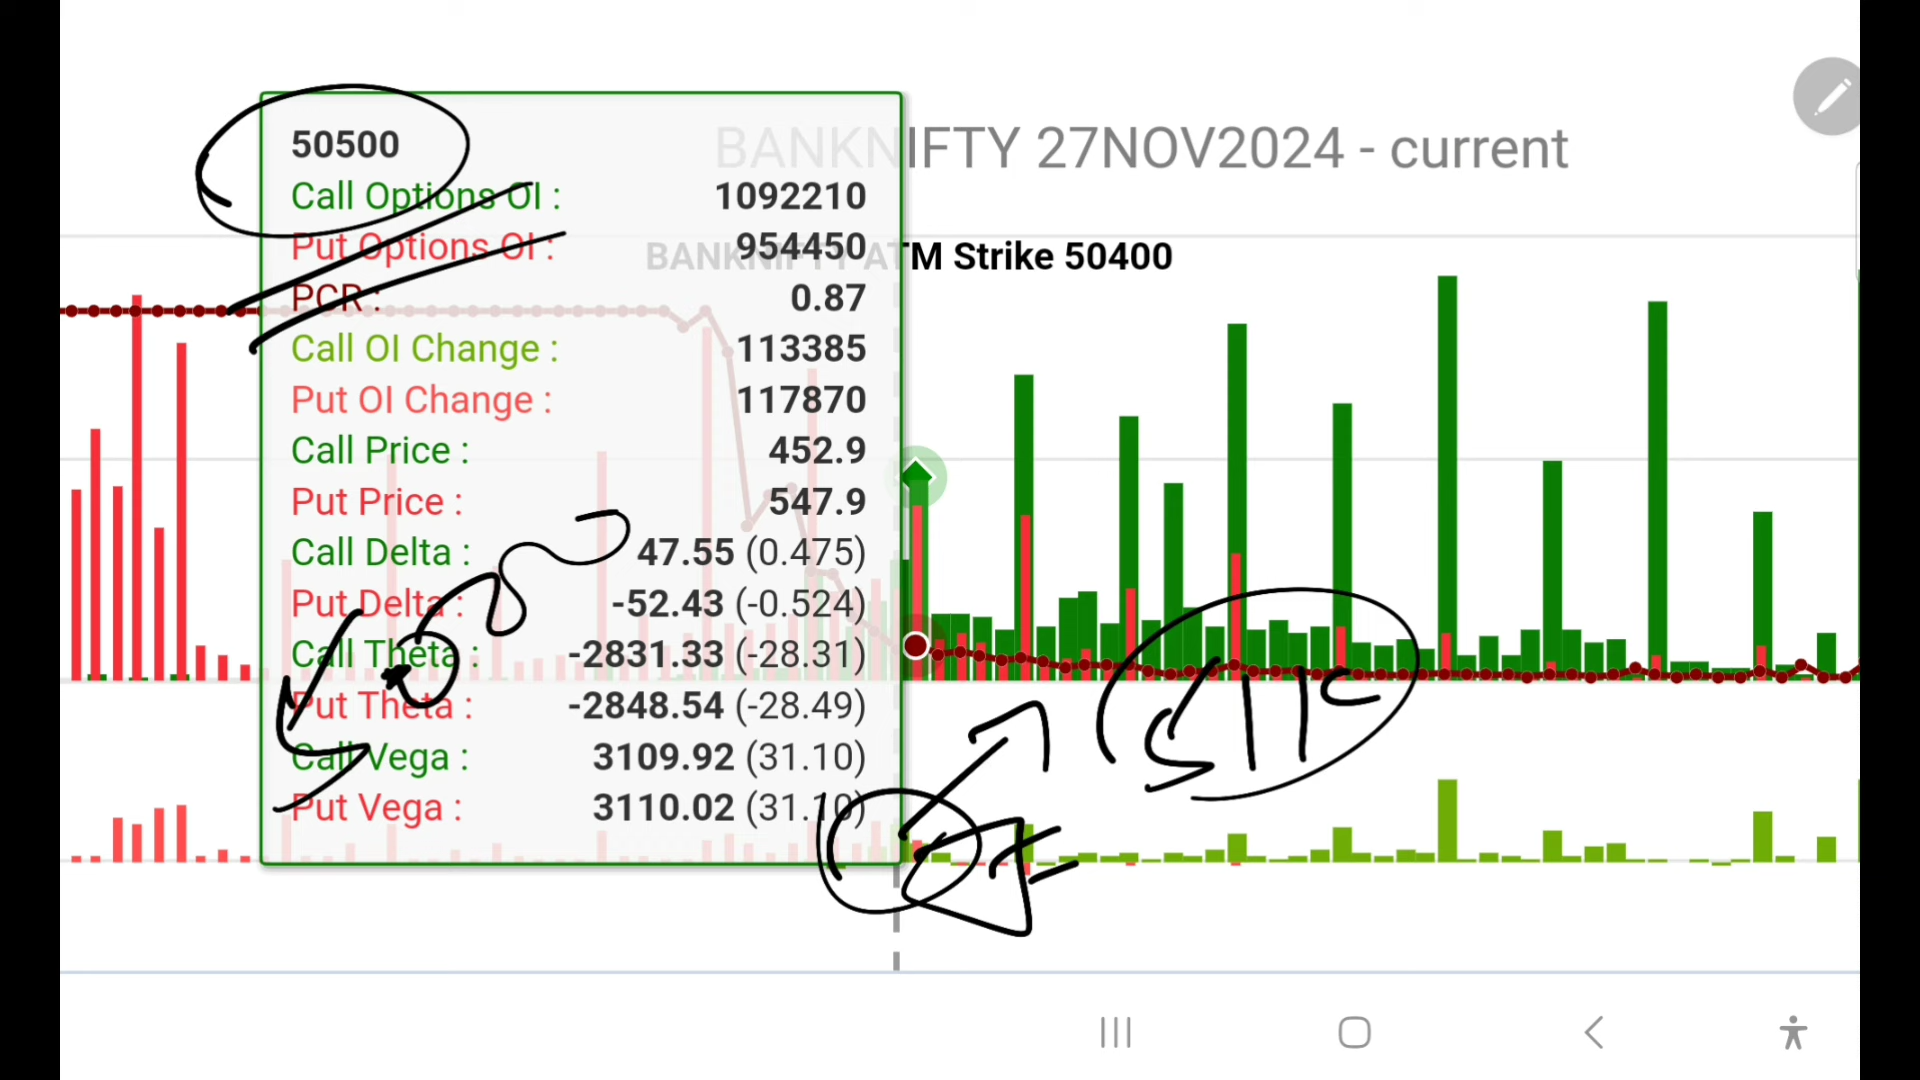 50500
BANKNIFTY 27NOV2024 - current
Call Options OI : 1092210
Put Options OI : 954450
BANKNIFTY ATM Strike 50400
PCR : 0.87
Call OI Change : 113385
Put OI Change : 117870
Call Price : 452.9
Put Price : 547.9
Call Delta : 47.55 (0.475)
Put Delta : -52.43 (-0.524)
Call Theta : -2831.33 (-28.31)
Put Theta : -2848.54 (-28.49)
Call Vega : 3109.92 (31.10)
Put Vega : 3110.02 (31.10)